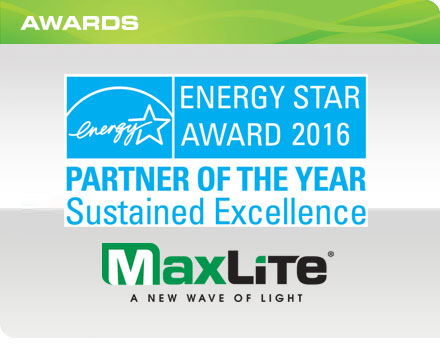 AWARDS
energy
ENERGY STAR
AWARD 2016
PARTNER OF THE YEAR
Sustained Excellence
MAXLITE®
A NEW WAVE OF LIGHT